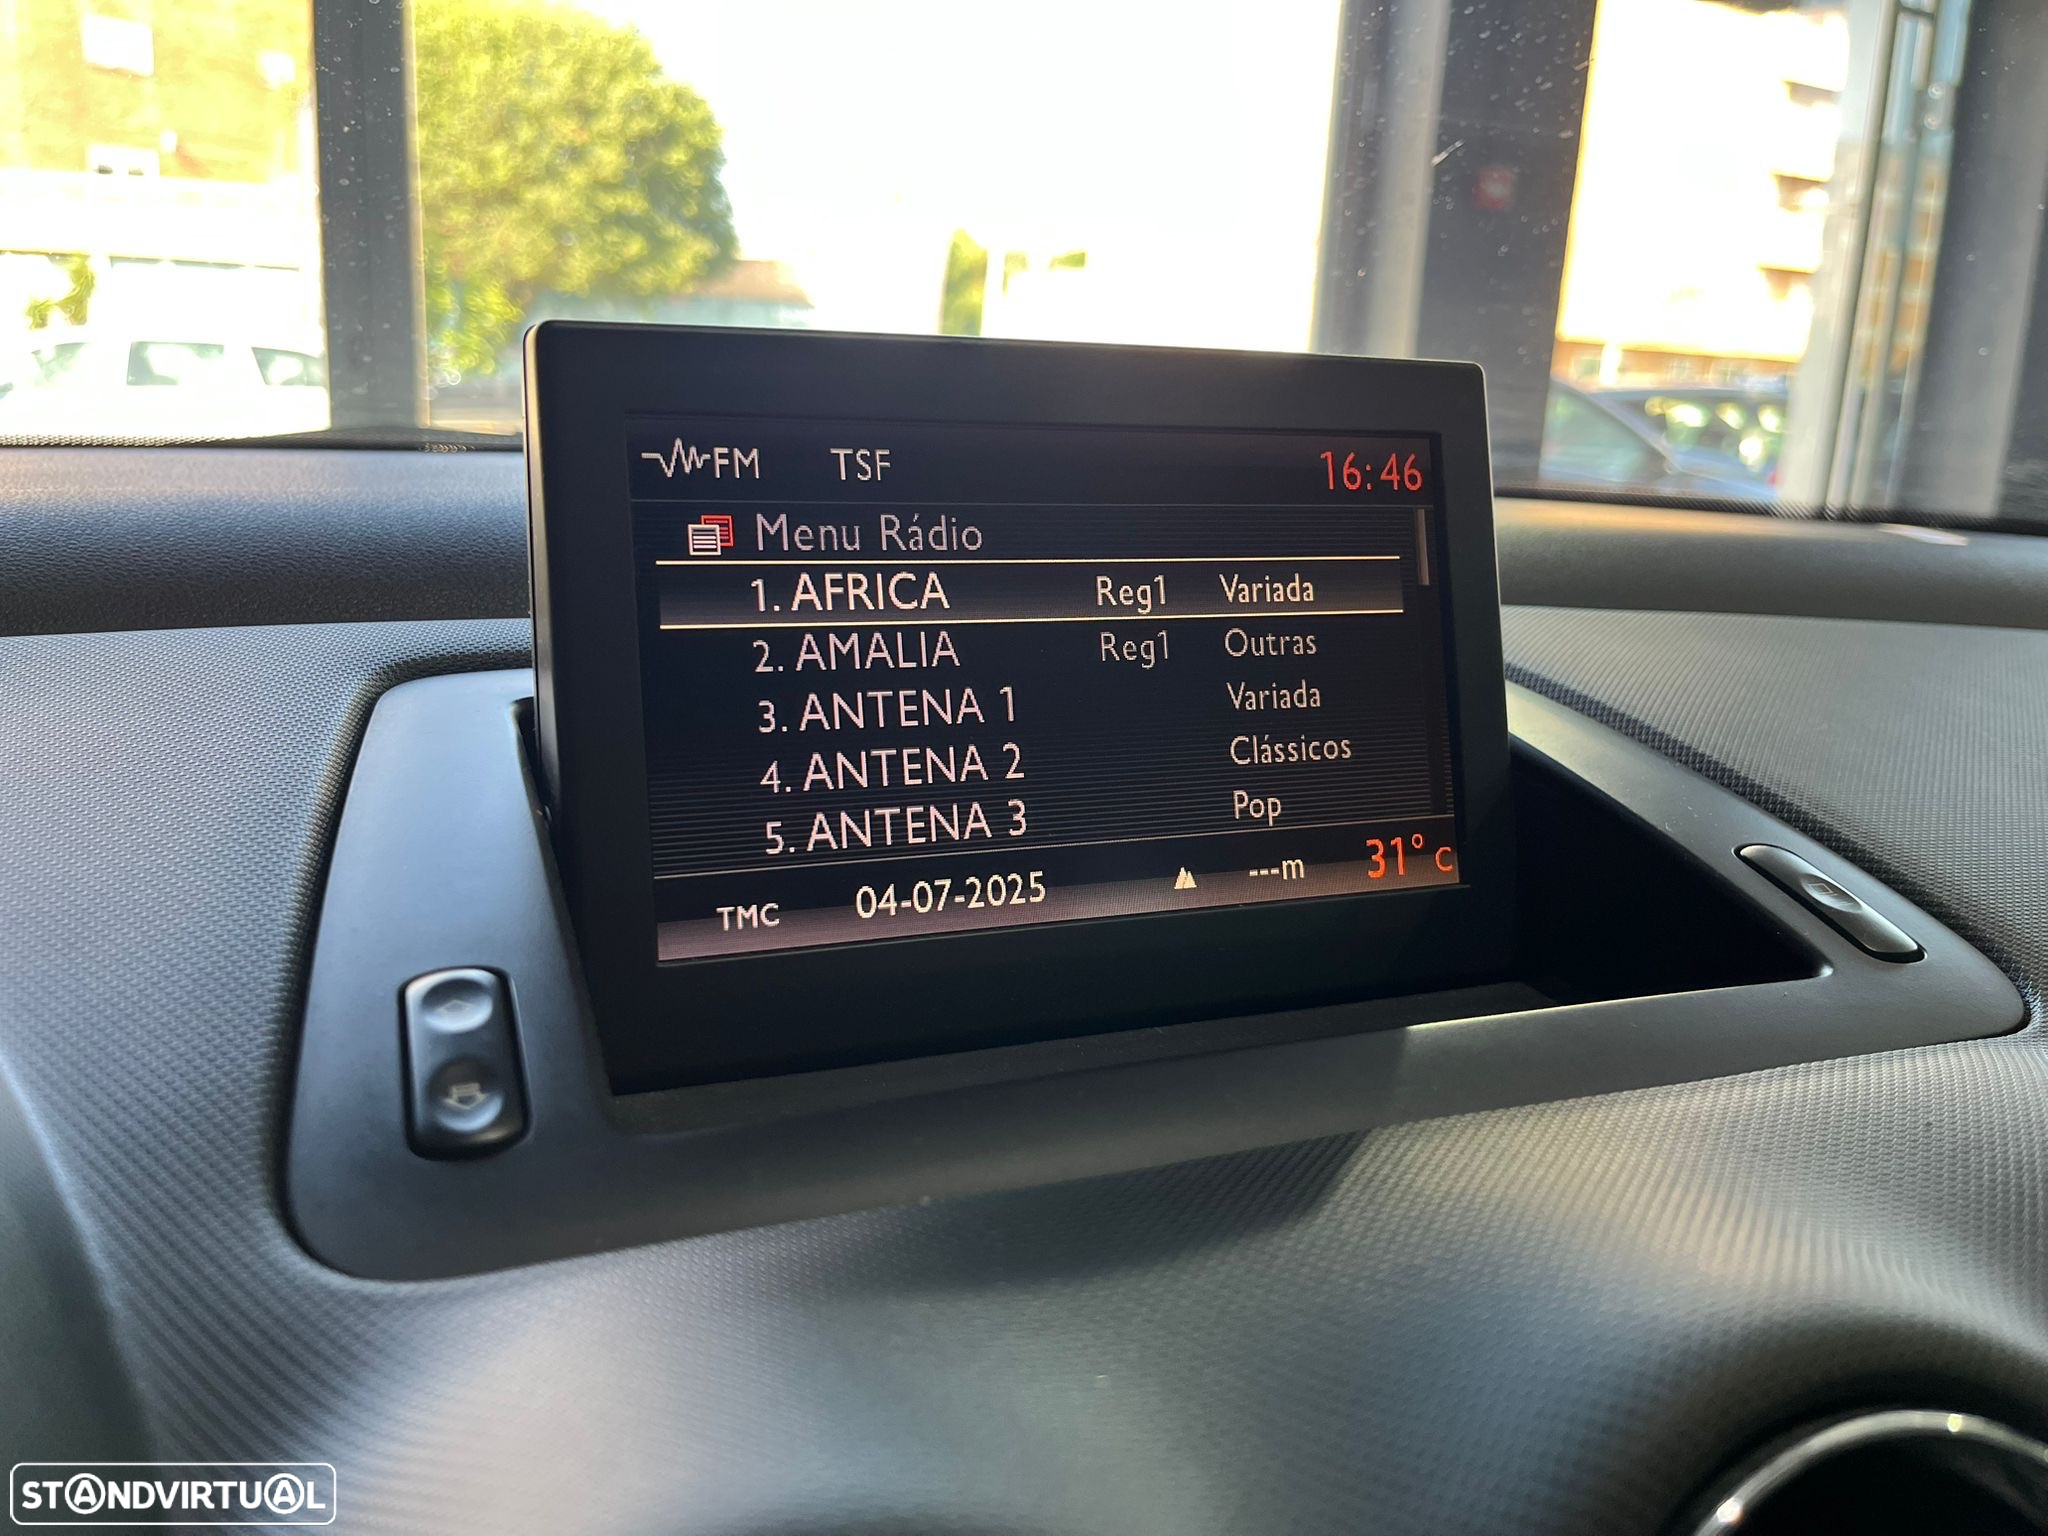 FM TSF 16:46
Menu Rádio
1. AFRICA Reg1 Variada
2. AMALIA Reg1 Outras
3. ANTENA 1 Variada
4. ANTENA 2 Clássicos
5. ANTENA 3 Pop
TMC 04-07-2025 ---m 31° C
STANDVIRTUAL